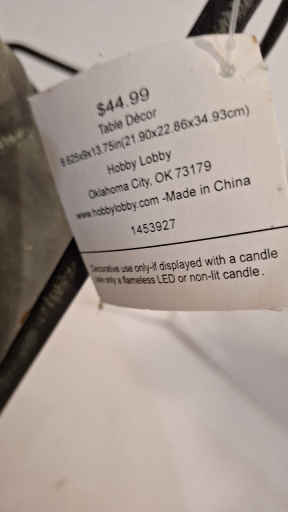 $44.99
Table Décor
8.625x9x13.75in(21.90x22.86x34.93cm)
Hobby Lobby
Oklahoma City, OK 73179
www.hobbylobby.com -Made in China
1453927
Decorative use only-if displayed with a candle
only a flameless LED or non-lit candle.